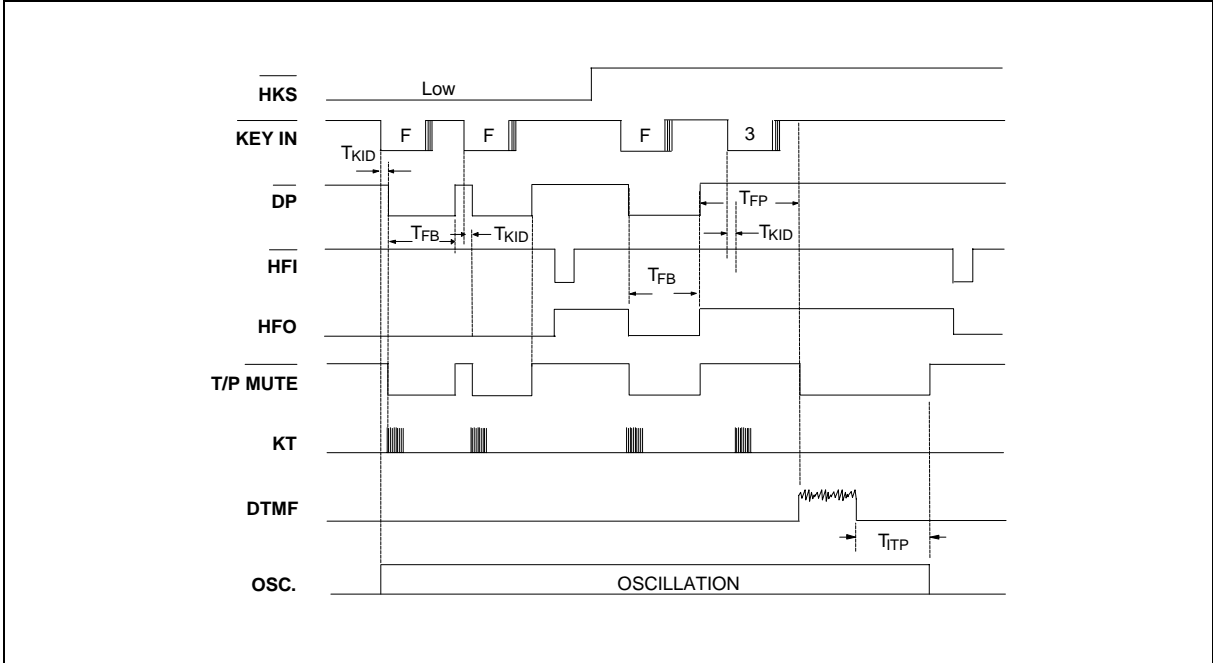 HKS Low
KEY IN F F F 3
TKID
DP TFP
TFB TKID TKID
HFI
TFB
HFO
T/P MUTE
KT
DTMF
TITP
OSC. OSCILLATION